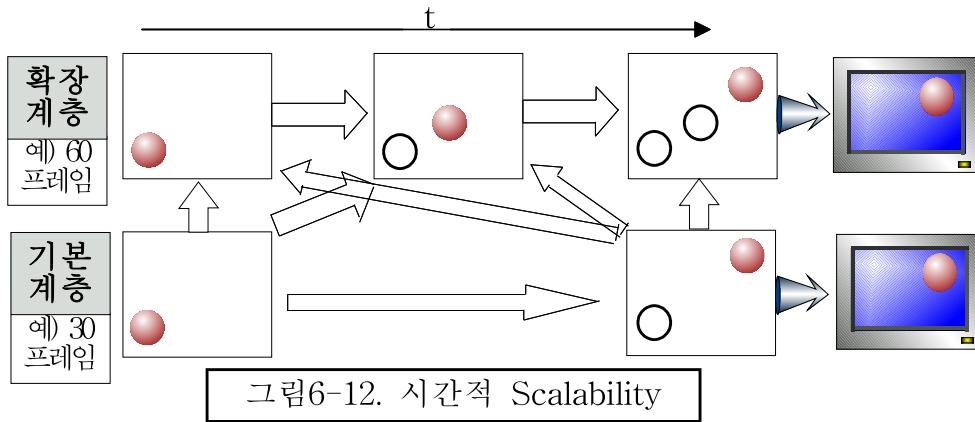 t
확장
계층
예) 60
프레임
기본
계층
예) 30
프레임
그림6-12. 시간적 Scalability